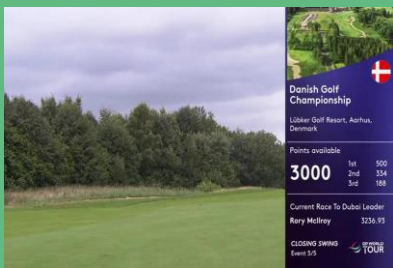 Danish Golf
Championship
Lübker Golf Resort, Aarhus,
Denmark
Points available
3000
1st 500
2nd 334
3rd 188
Current Race To Dubai Leader
Rory McIlroy 3236.93
CLOSING SWING
Event 5/5
DP WORLD
TOUR